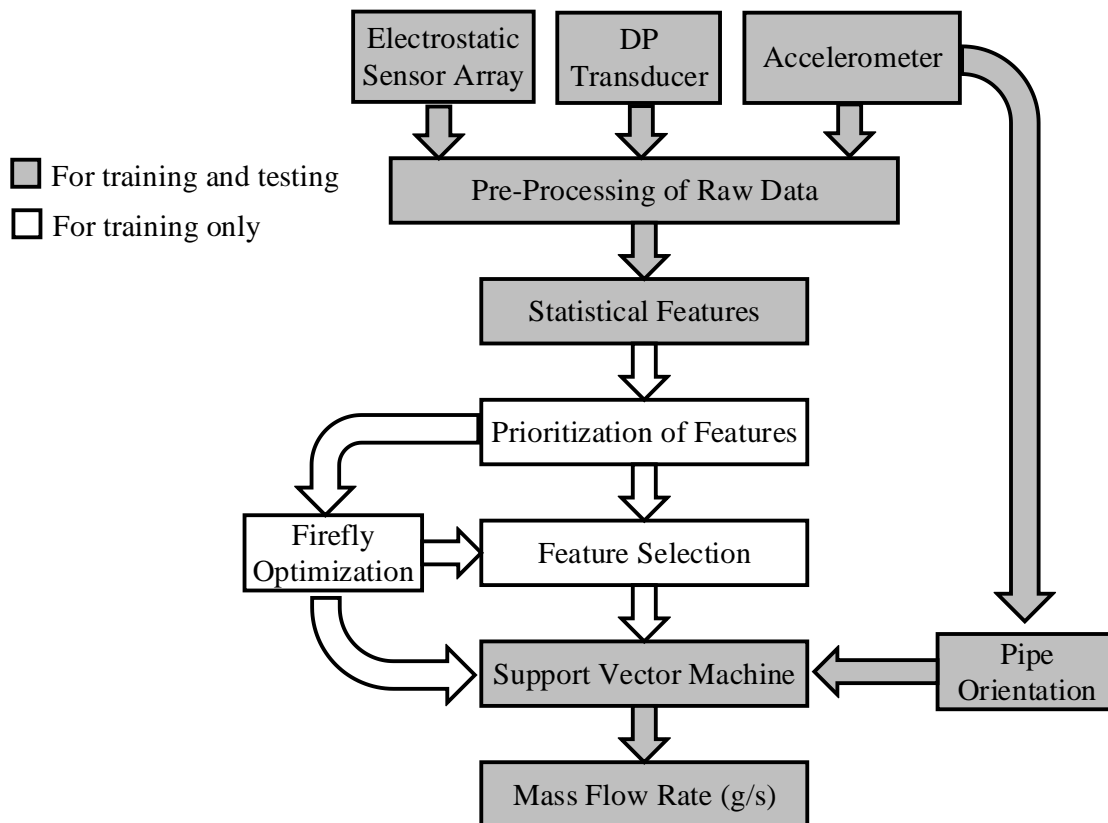 Electrostatic
Sensor Array
DP
Transducer
Accelerometer
For training and testing
For training only
Pre-Processing of Raw Data
Statistical Features
Prioritization of Features
Firefly
Optimization
Feature Selection
Support Vector Machine
Pipe
Orientation
Mass Flow Rate (g/s)